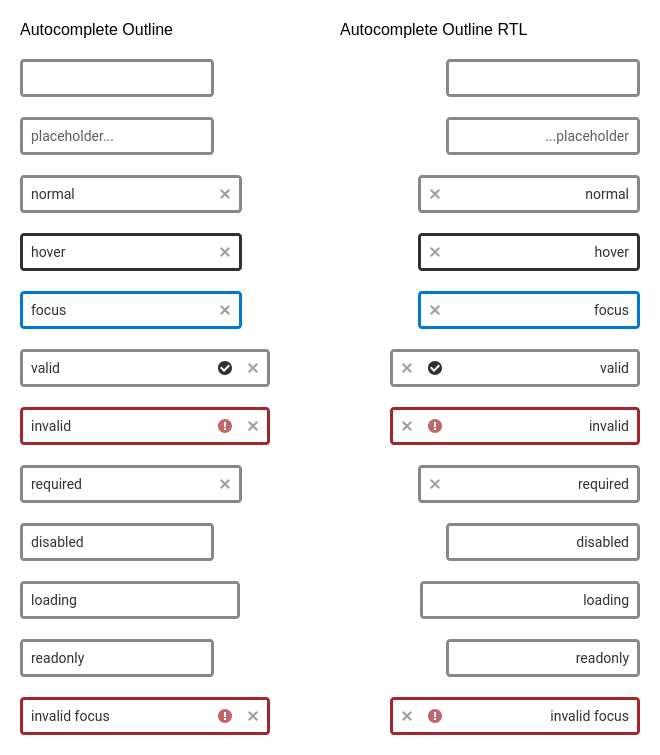 Autocomplete Outline
placeholder...
normal
hover
focus
valid
invalid
required
disabled
loading
readonly
invalid focus
Autocomplete Outline RTL
...placeholder
normal
hover
focus
valid
invalid
required
disabled
loading
readonly
invalid focus